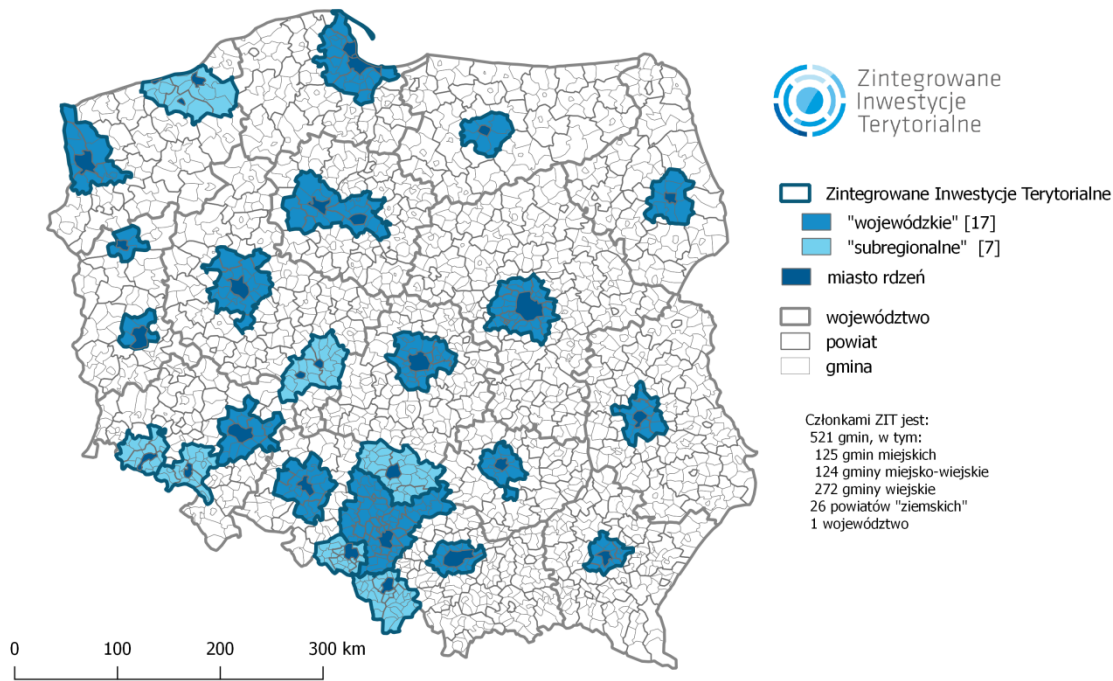 Zintegrowane
Inwestycje
Terytorialne
Zintegrowane Inwestycje Terytorialne
"wojewódzkie" [17]
"subregionalne" [7]
miasto rdzeń
województwo
powiat
gmina
Członkami ZIT jest:
521 gmin, w tym:
125 gmin miejskich
124 gminy miejsko-wiejskie
272 gminy wiejskie
26 powiatów "ziemskich"
1 województwo
0 100 200 300 km